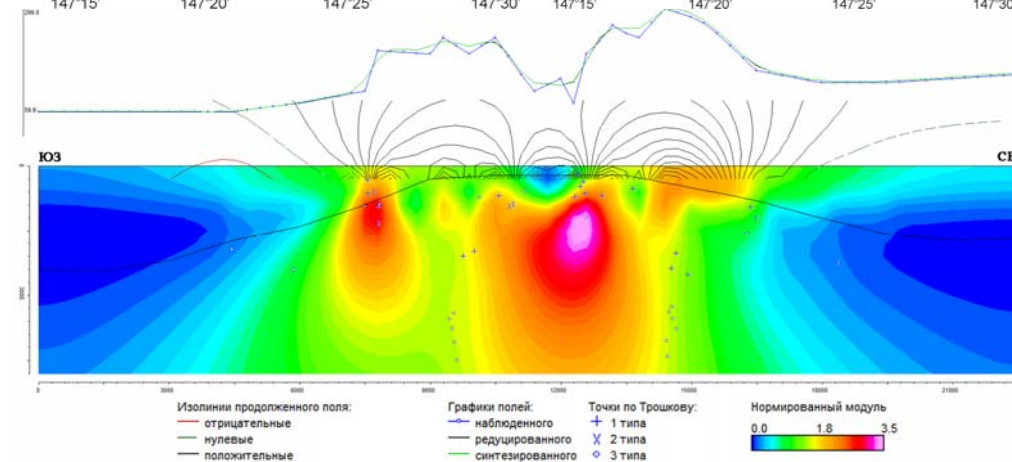 147°15' 147°20' 147°25' 147°30' 147°15' 147°20' 147°25' 147°30
ЮЗ
СВ
0 3000 6000 9000 12000 15000 18000 21000
Изолинии продолженного поля:
отрицательные
нулевые
положительные
Графики полей:
наблюденного
редуцированного
синтезированного
Точки по Трошкову:
1 типа
2 типа
3 типа
Нормированный модуль
0.0 1.8 3.5